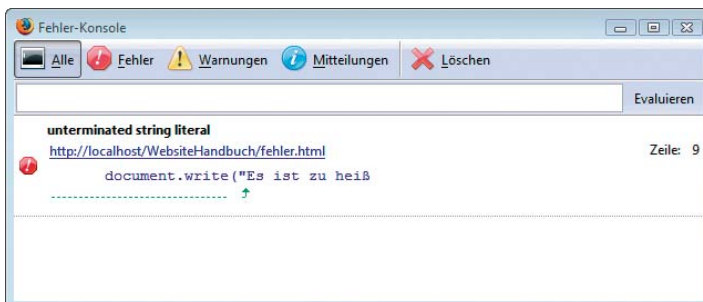 Fehler-Konsole
Alle Fehler Warnungen Mitteilungen Löschen
Evaluieren
unterminated string literal
http://localhost/WebsiteHandbuch/fehler.html Zeile: 9
document.write("Es ist zu heiß